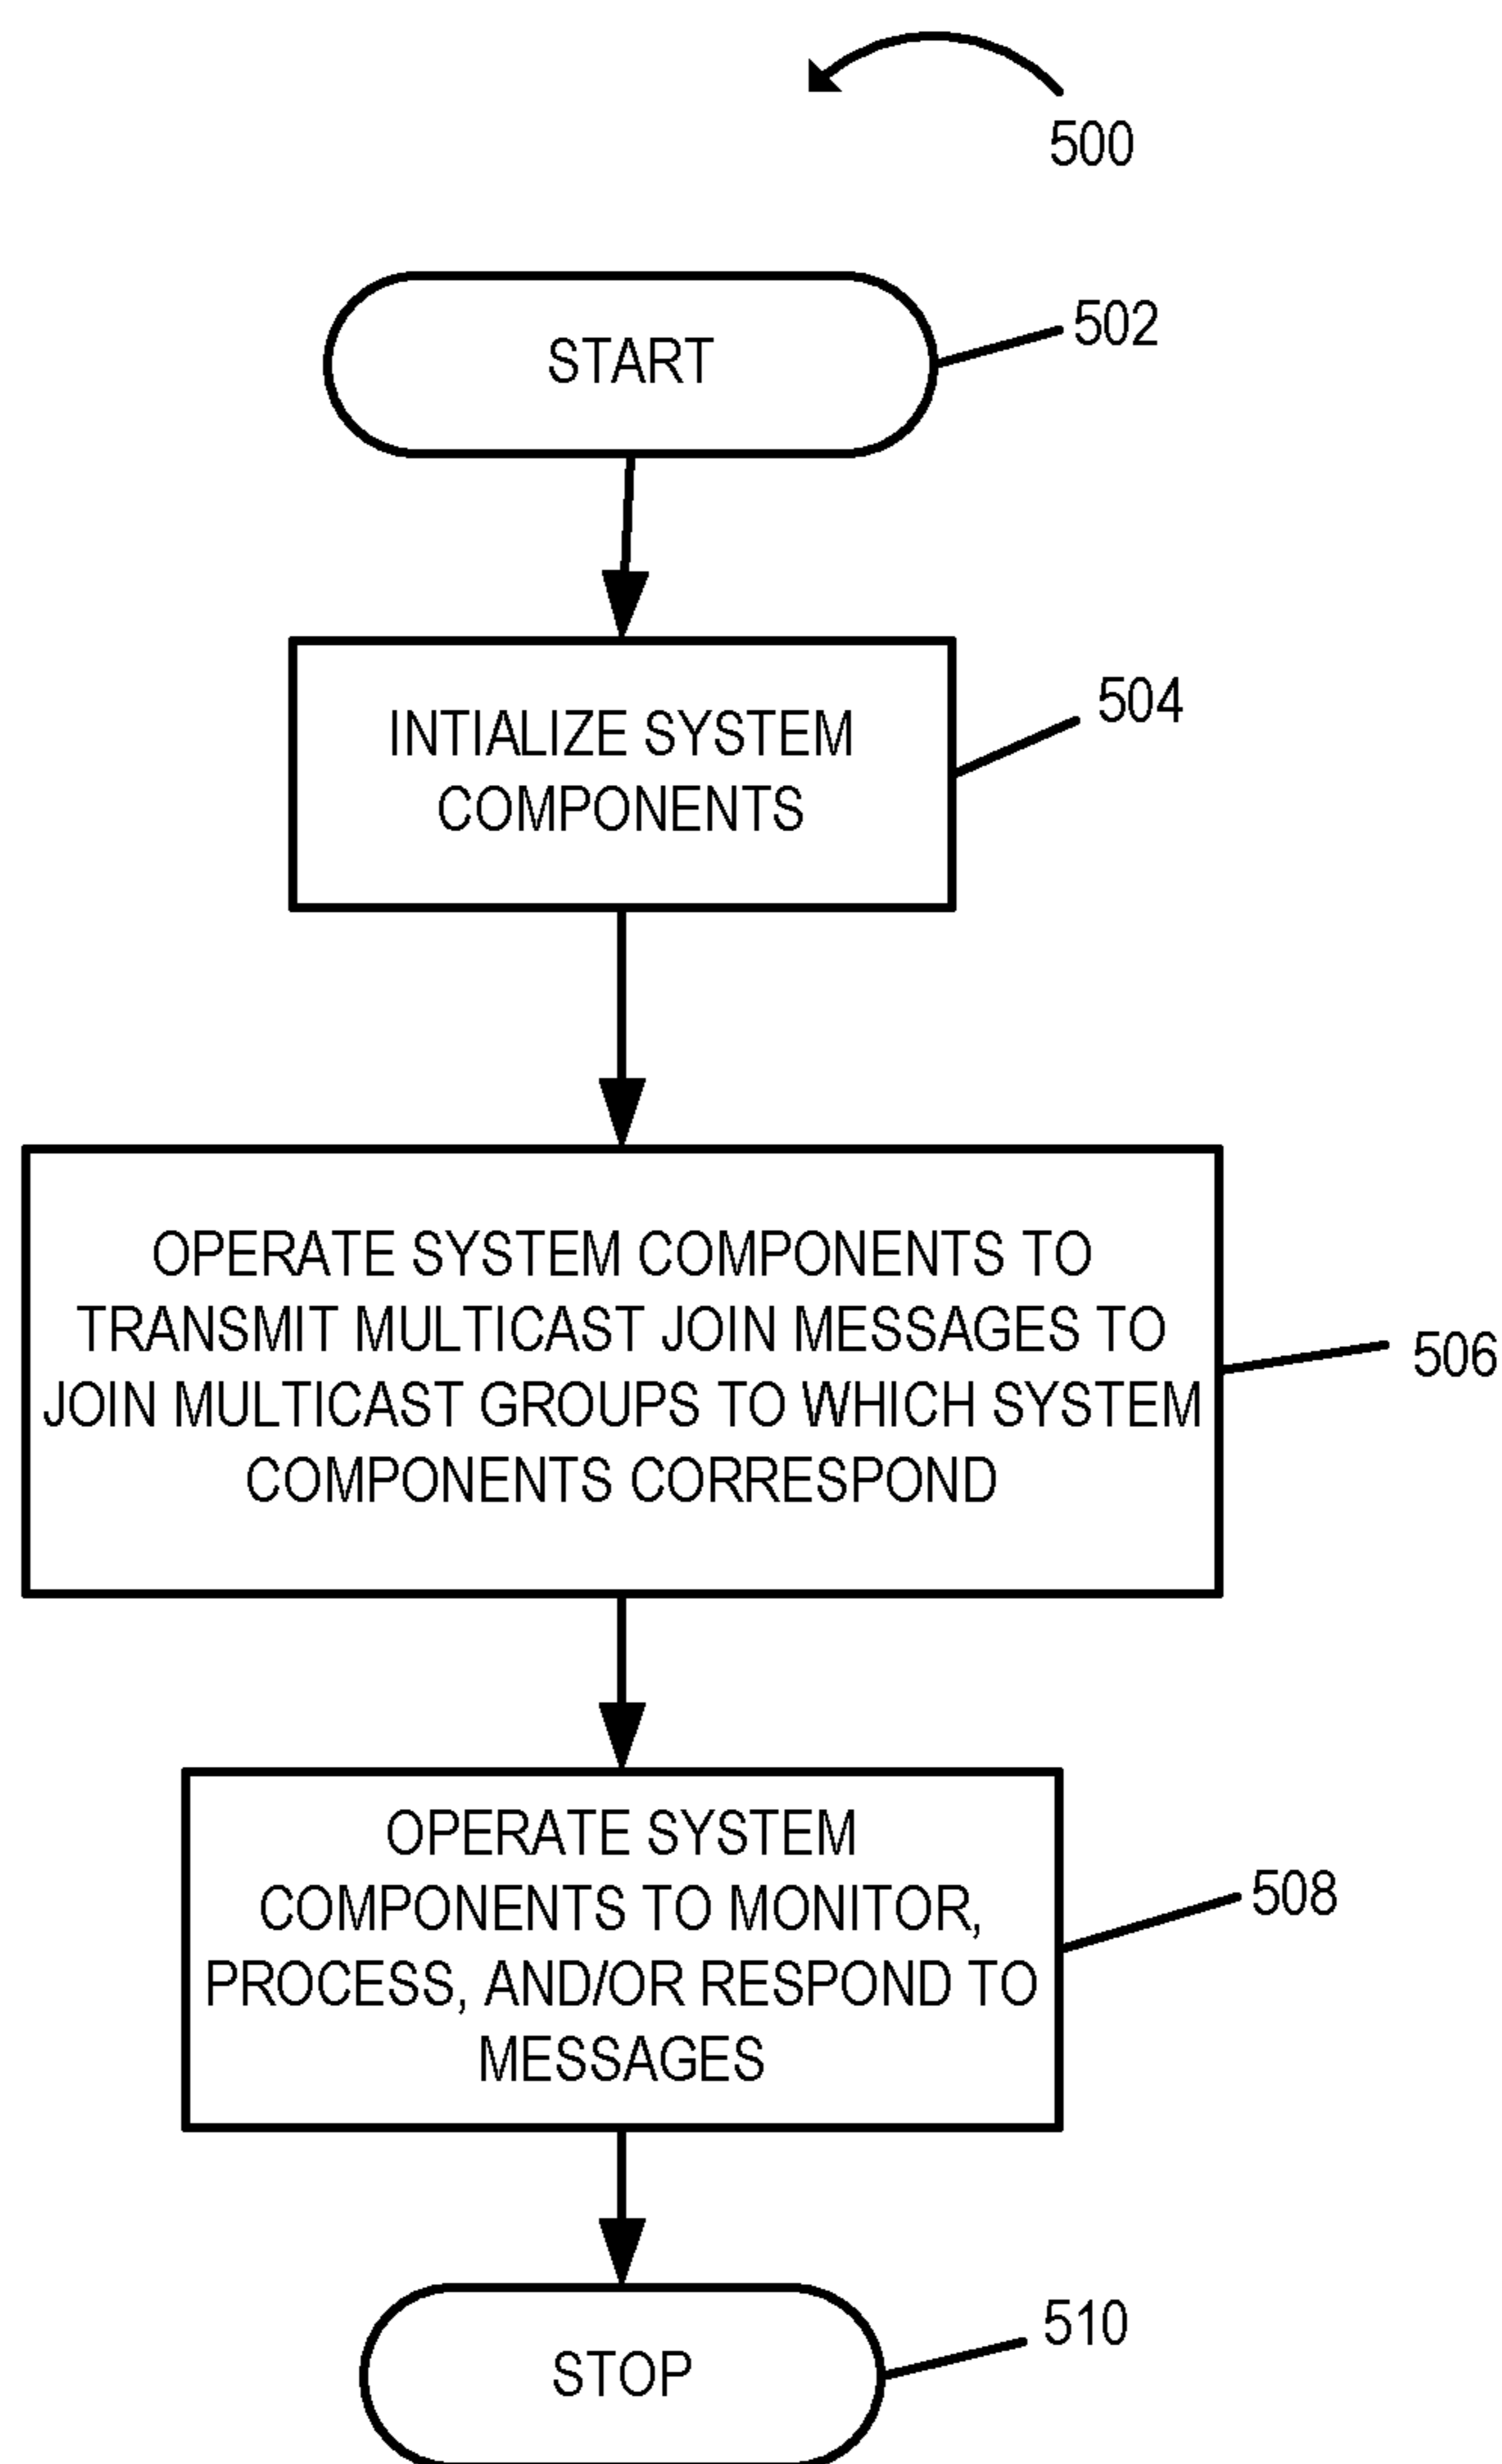 500
START
502
INTIALIZE SYSTEM
COMPONENTS
504
OPERATE SYSTEM COMPONENTS TO
TRANSMIT MULTICAST JOIN MESSAGES TO
JOIN MULTICAST GROUPS TO WHICH SYSTEM
COMPONENTS CORRESPOND
506
OPERATE SYSTEM
COMPONENTS TO MONITOR,
PROCESS, AND/OR RESPOND TO
MESSAGES
508
STOP
510